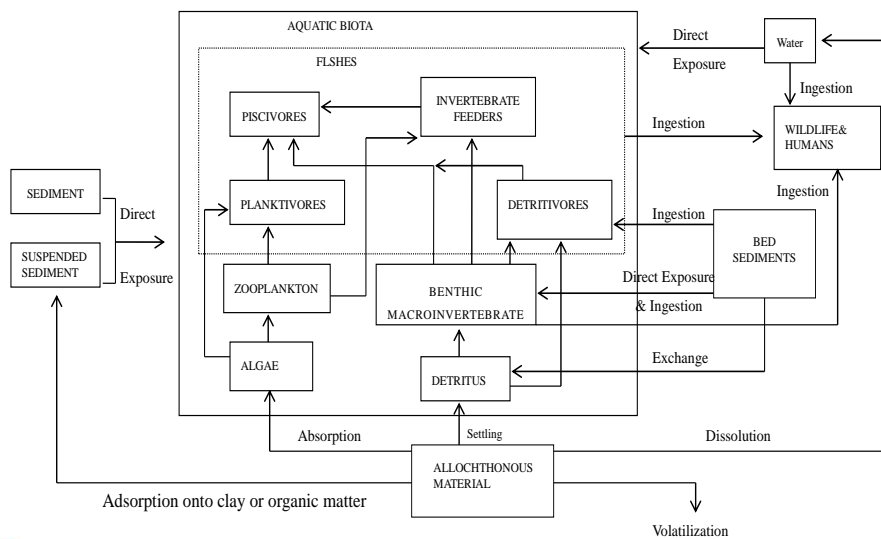 AQUATIC BIOTA
FLSHES
PISCIVORES
INVERTEBRATE
FEEDERS
PLANKTIVORES
DETRITIVORES
ZOOPLANKTON
BENTHIC
MACROINVERTEBRATE
ALGAE
DETRITUS
SEDIMENT
SUSPENDED
SEDIMENT
Direct
Exposure
Direct
Exposure
Water
Ingestion
Ingestion
WILDLIFE&
HUMANS
Ingestion
Ingestion
BED
SEDIMENTS
Direct Exposure
& Ingestion
Exchange
Absorption
Settling
Dissolution
ALLOCHTHONOUS
MATERIAL
Adsorption onto clay or organic matter
Volatilization